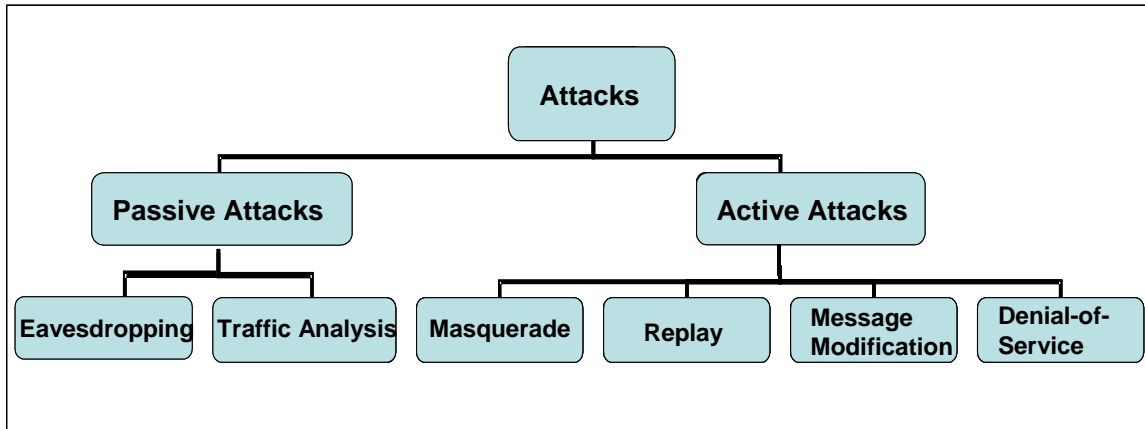 Attacks
Passive Attacks
Active Attacks
Eavesdropping
Traffic Analysis
Masquerade
Replay
Message
Modification
Denial-of-
Service